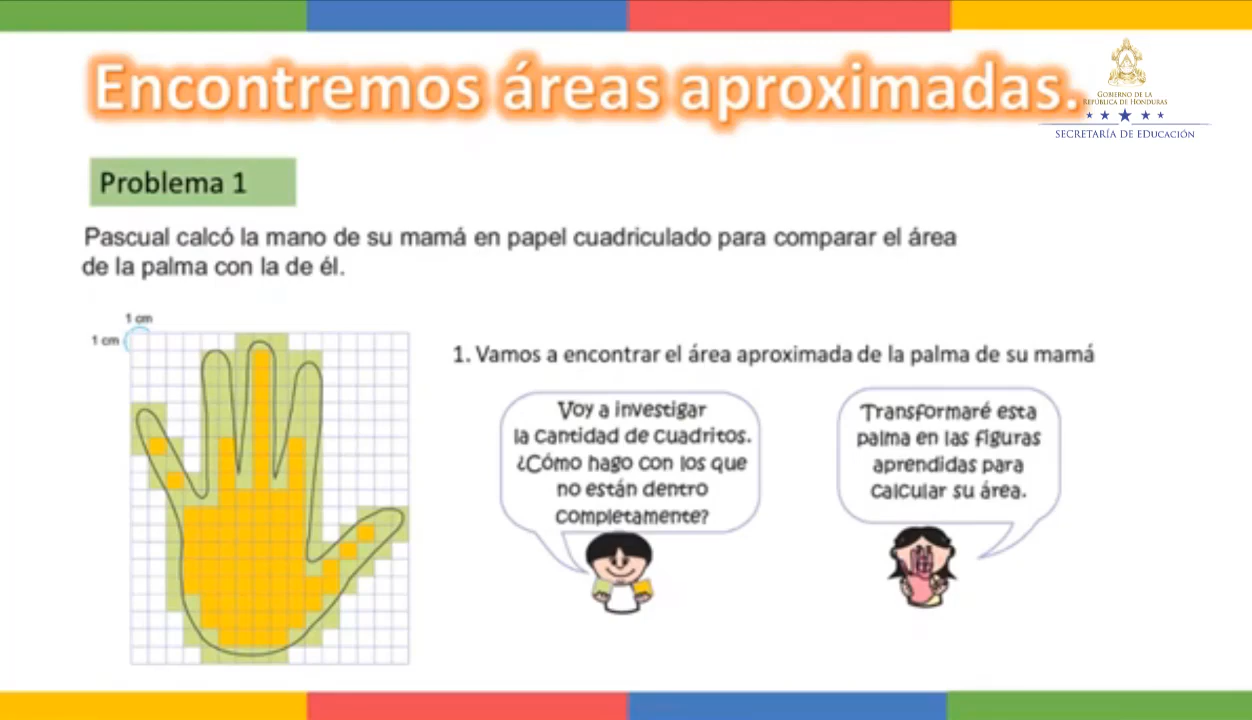 Encontremos áreas aproximadas.
GOBIERNO DE LA
REPÚBLICA DE HONDURAS
SECRETARÍA DE EDUCACIÓN
Problema 1
Pascual calcó la mano de su mamá en papel cuadriculado para comparar el área
de la palma con la de él.
1 cm
1 cm
1. Vamos a encontrar el área aproximada de la palma de su mamá
Voy a investigar
la cantidad de cuadritos.
¿Cómo hago con los que
no están dentro
completamente?
Transformaré esta
palma en las figuras
aprendidas para
calcular su área.